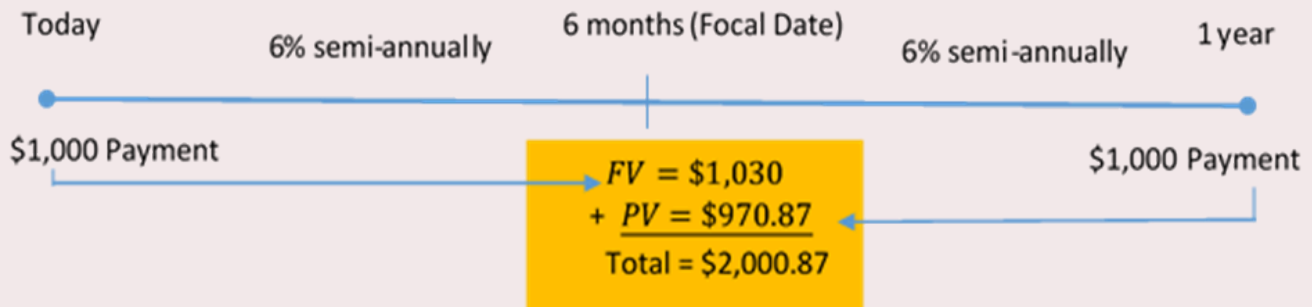 Today
6% semi-annually
6 months (Focal Date)
6% semi-annually
1 year
$1,000 Payment
$1,000 Payment
FV = $1,030
+ PV = $970.87
Total = $2,000.87